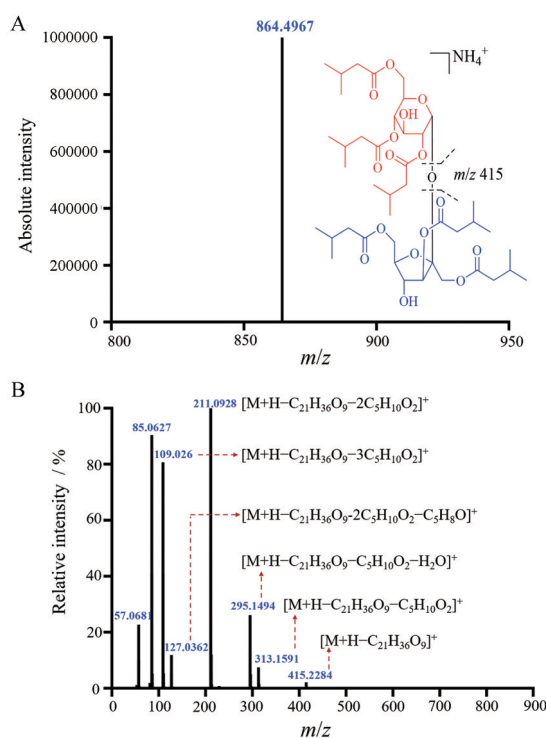 A
Absolute intensity
1000000
800000
600000
400000
200000
0
800
850
900
950
m/z
864.4967
NH₄⁺
O
O
O
OH
O
O
O
O
O
O
m/z 415
O
O
O
O
O
O
O
O
OH
B
Relative intensity / %
100
80
60
40
20
0
0
100
200
300
400
500
600
700
800
900
m/z
211.0928
[M+H−C₂₁H₃₆O₉−2C₅H₁₀O₂]⁺
85.0627
109.026
[M+H−C₂₁H₃₆O₉−3C₅H₁₀O₂]⁺
[M+H−C₂₁H₃₆O₉-2C₅H₁₀O₂−C₅H₈O]⁺
[M+H−C₂₁H₃₆O₉−C₅H₁₀O₂−H₂O]⁺
295.1494
[M+H−C₂₁H₃₆O₉−C₅H₁₀O₂]⁺
57.0681
127.0362
313.1591
[M+H−C₂₁H₃₆O₉]⁺
415.2284